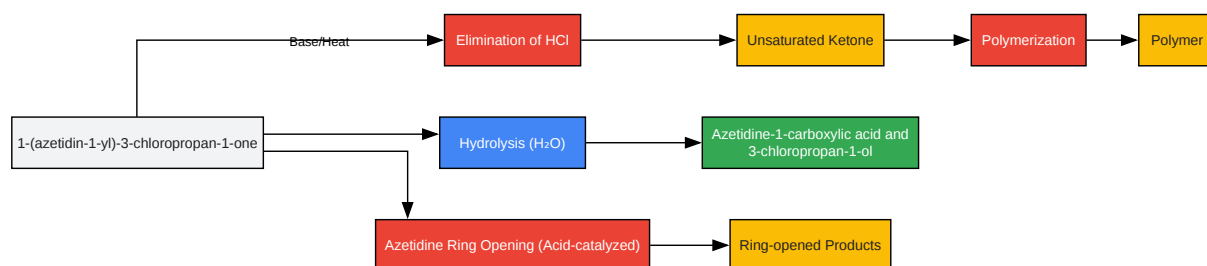 Base/Heat
Elimination of HCl
Unsaturated Ketone
Polymerization
Polymer
1-(azetidin-1-yl)-3-chloropropan-1-one
Hydrolysis (H₂O)
Azetidine-1-carboxylic acid and
3-chloropropan-1-ol
Azetidine Ring Opening (Acid-catalyzed)
Ring-opened Products